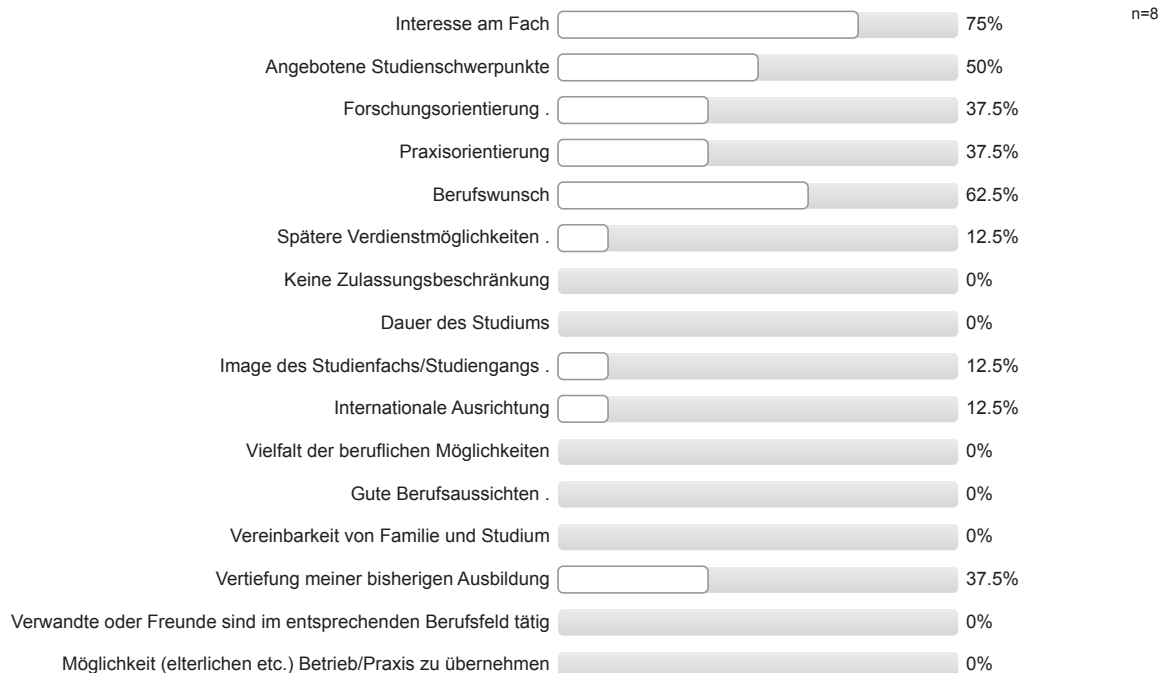 Interesse am Fach 75% n=8
Angebotene Studienschwerpunkte 50%
Forschungsorientierung . 37.5%
Praxisorientierung 37.5%
Berufswunsch 62.5%
Spätere Verdienstmöglichkeiten . 12.5%
Keine Zulassungsbeschränkung 0%
Dauer des Studiums 0%
Image des Studienfachs/Studiengangs . 12.5%
Internationale Ausrichtung 12.5%
Vielfalt der beruflichen Möglichkeiten 0%
Gute Berufsaussichten . 0%
Vereinbarkeit von Familie und Studium 0%
Vertiefung meiner bisherigen Ausbildung 37.5%
Verwandte oder Freunde sind im entsprechenden Berufsfeld tätig 0%
Möglichkeit (elterlichen etc.) Betrieb/Praxis zu übernehmen 0%